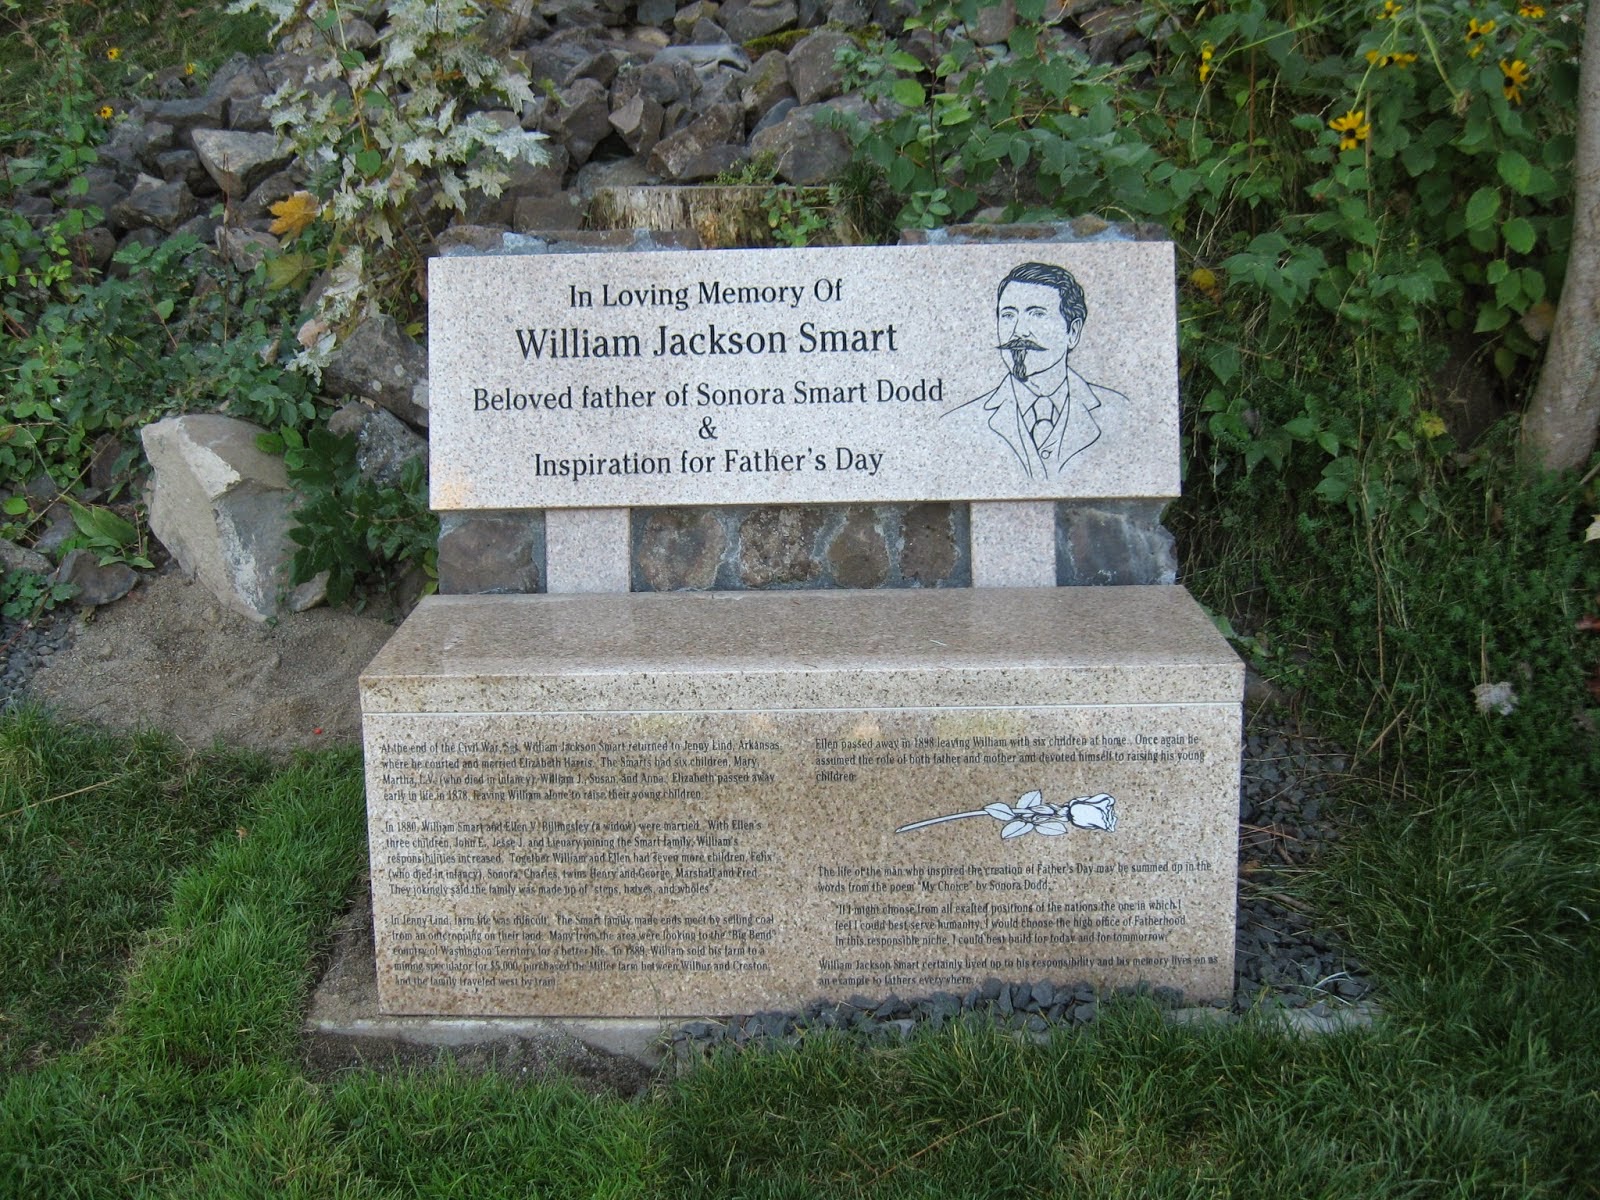 In Loving Memory Of
William Jackson Smart
Beloved father of Sonora Smart Dodd
&
Inspiration for Father's Day
At the end of the Civil War, Sgt. William Jackson Smart returned to Jenny Lind, Arkansas
where he courted and married Elizabeth Harris. The Smarts had six children, Mary,
Martha, L.V. (who died in infancy), William J., Susan, and Anna. Elizabeth passed away
early in life in 1878, leaving William alone to raise their young children.
In 1880, William Smart and Ellen V. Billingsley (a widow) were married. With Ellen's
three children, John E., Jesse J. and Lieuary joining the Smart family, William's
responsibilities increased. Together William and Ellen had seven more children, Felix
(who died in infancy), Sonora, Charles, twins Henry and George, Marshall and Fred.
They jokingly said the family was made up of "steps, halves, and wholes".
In Jenny Lind, farm life was difficult. The Smart family made ends meet by selling coal
from an outcropping on their land. Many from the area were looking to the "Big Bend"
country of Washington Territory for a better life. In 1889, William sold his farm to a
mining speculator for $5,000, purchased the Miller farm between Wilbur and Creston,
and the family traveled west by train.
Ellen passed away in 1898 leaving William with six children at home. Once again he
assumed the role of both father and mother and devoted himself to raising his young
children.
The life of the man who inspired the creation of Father's Day may be summed up in the
words from the poem "My Choice" by Sonora Dodd,
"If I might choose from all exalted positions of the nations the one in which I
feel I could best serve humanity, I would choose the high office of Fatherhood.
In this responsible niche, I could best build for today and for tomorrow."
William Jackson Smart certainly lived up to his responsibility and his memory lives on as
an example to fathers everywhere.